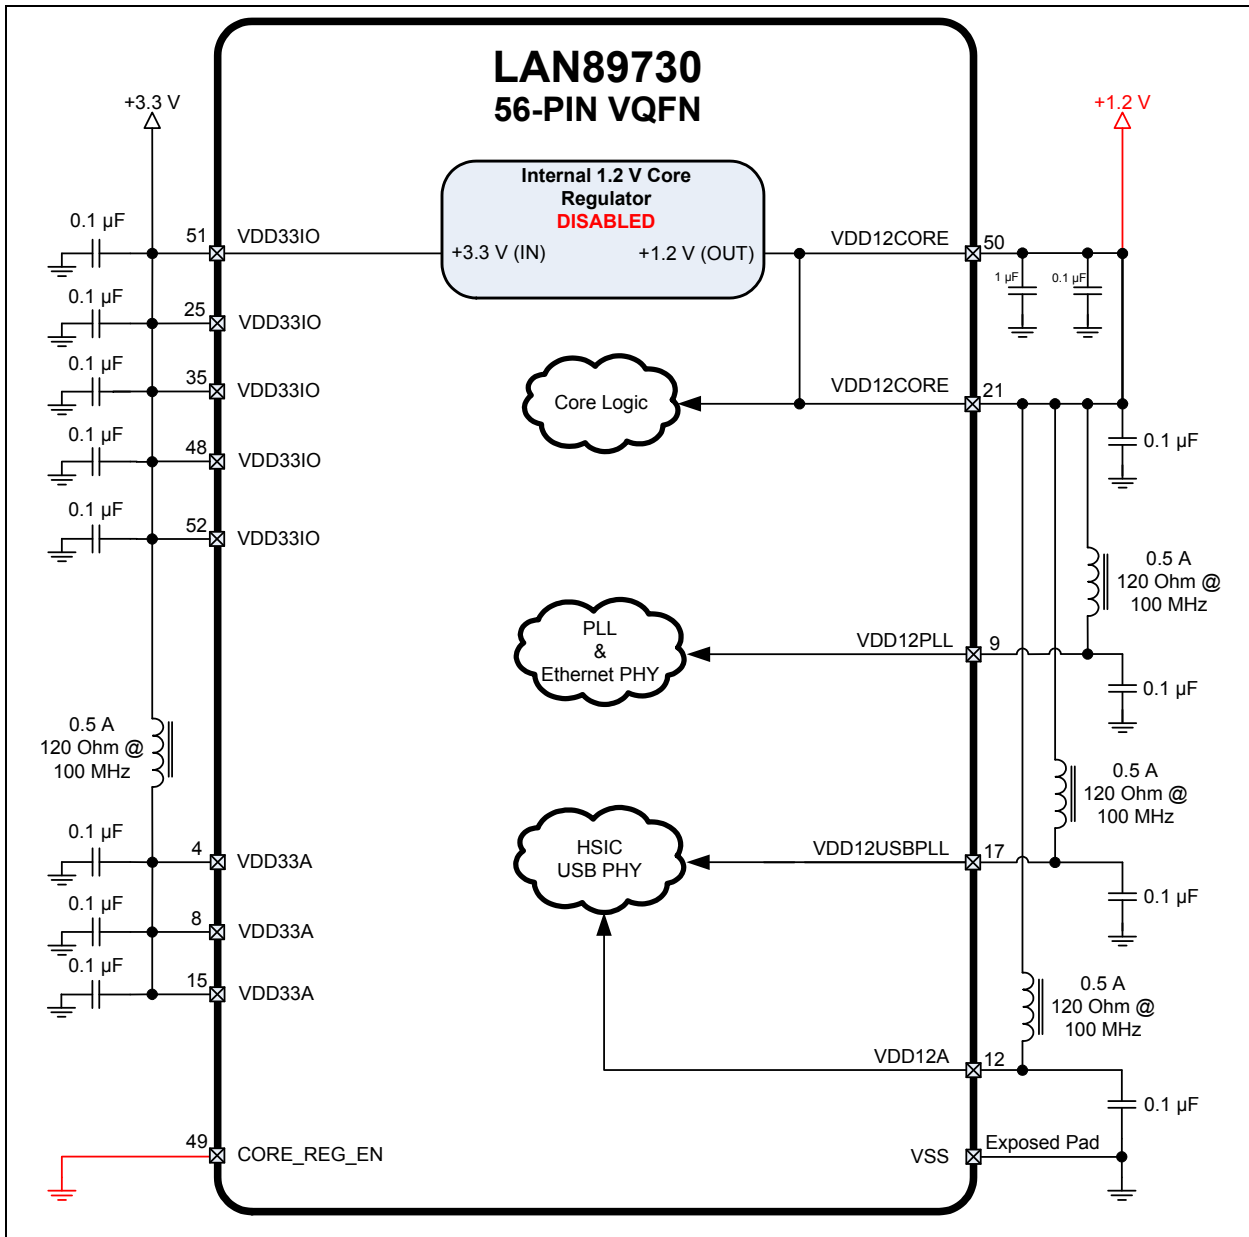 LAN89730
56-PIN VQFN
+3.3 V
+1.2 V
Internal 1.2 V Core
Regulator
DISABLED
+3.3 V (IN)
+1.2 V (OUT)
0.1 µF
51
VDD33IO
VDD12CORE
50
1 µF
0.1 µF
0.1 µF
25
VDD33IO
0.1 µF
35
VDD33IO
Core Logic
VDD12CORE
21
0.1 µF
0.1 µF
48
VDD33IO
0.1 µF
52
VDD33IO
0.5 A
120 Ohm @
100 MHz
PLL
&
Ethernet PHY
VDD12PLL
9
0.1 µF
0.5 A
120 Ohm @
100 MHz
0.5 A
120 Ohm @
100 MHz
0.1 µF
4
VDD33A
HSIC
USB PHY
VDD12USBPLL
17
0.1 µF
0.1 µF
8
VDD33A
0.1 µF
15
VDD33A
0.5 A
120 Ohm @
100 MHz
VDD12A
12
0.1 µF
49
CORE_REG_EN
VSS
Exposed Pad